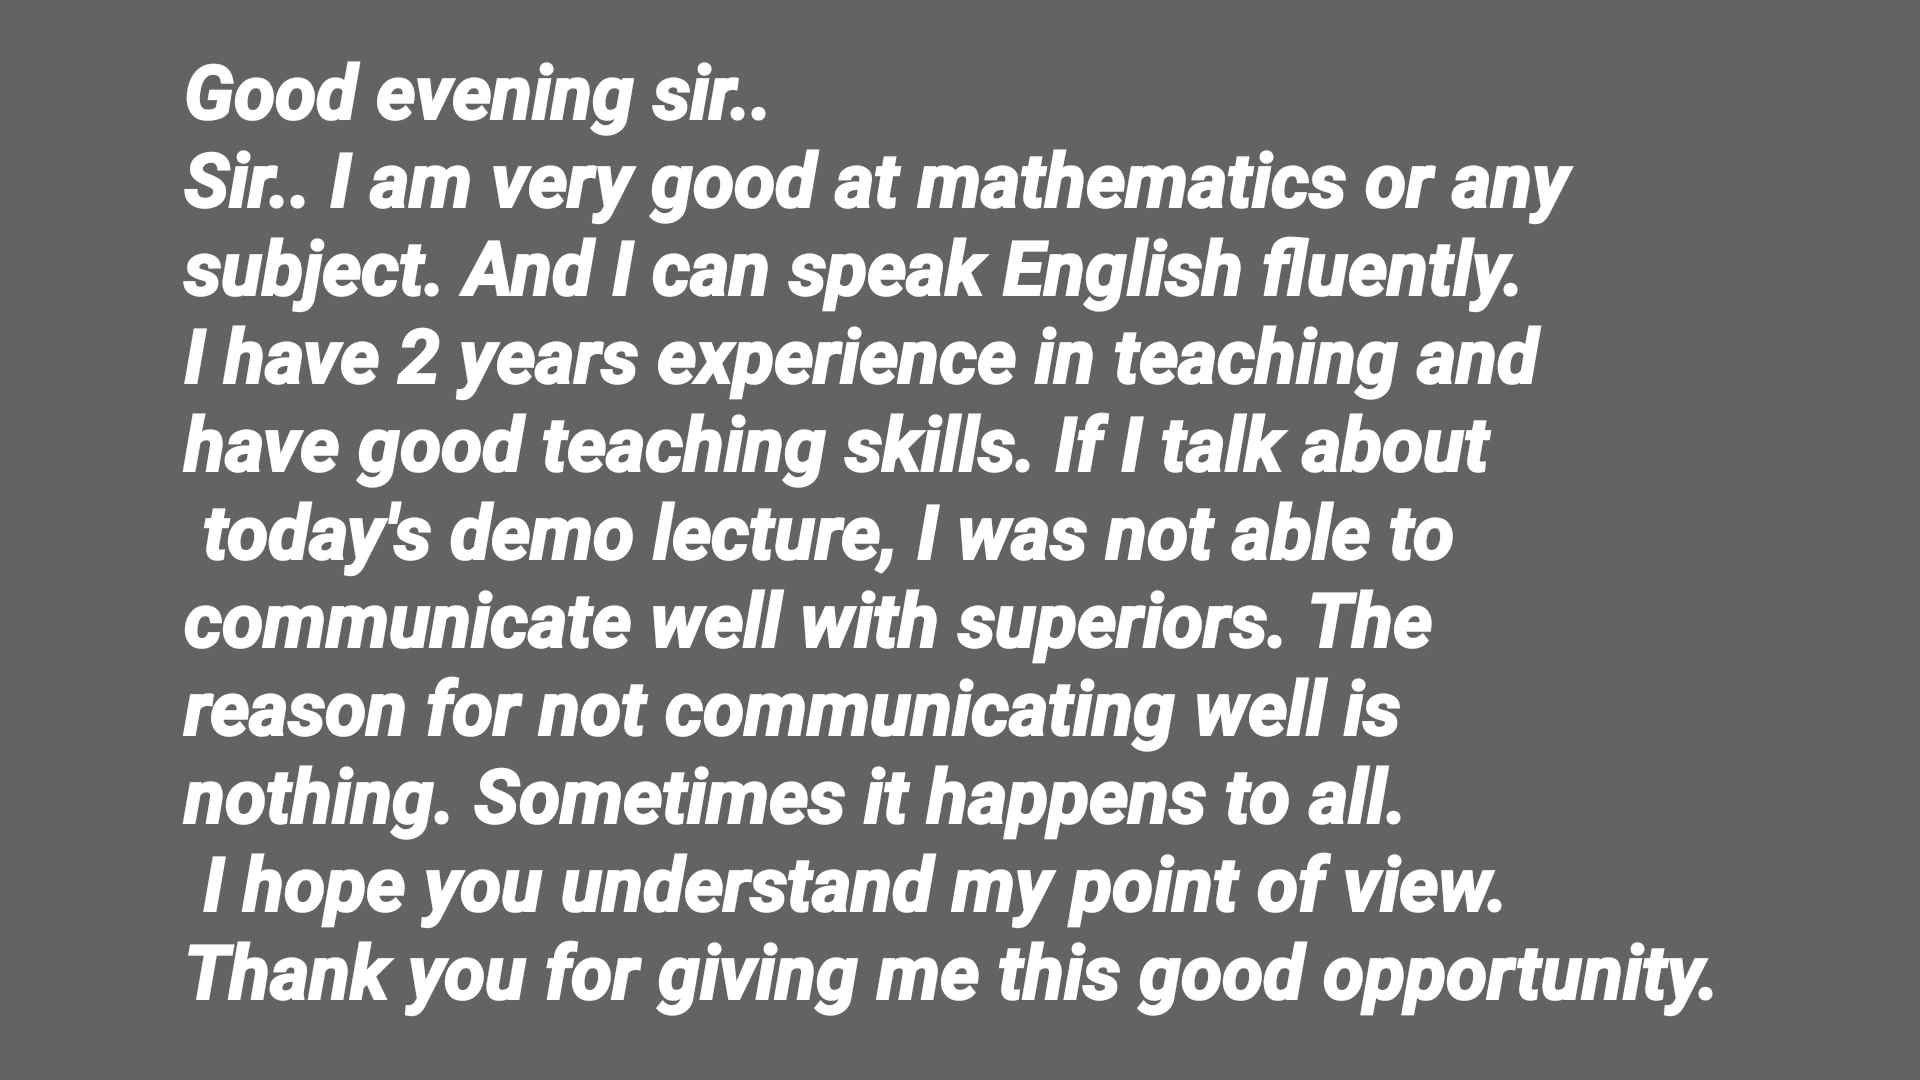 Good evening sir..
Sir.. I am very good at mathematics or any
subject. And I can speak English fluently.
I have 2 years experience in teaching and
have good teaching skills. If I talk about
today's demo lecture, I was not able to
communicate well with superiors. The
reason for not communicating well is
nothing. Sometimes it happens to all.
I hope you understand my point of view.
Thank you for giving me this good opportunity.